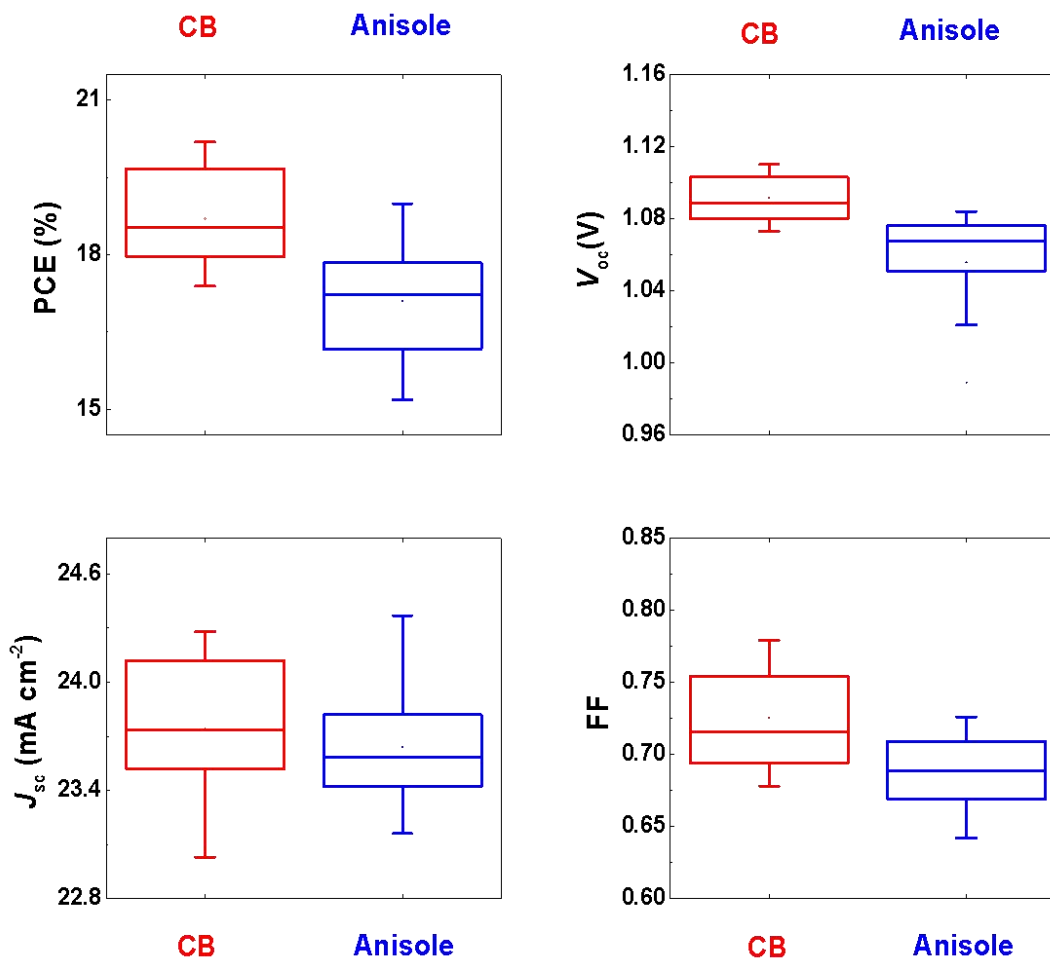 CB Anisole
CB Anisole
PCE (%)
21
18
15
V_oc(V)
1.16
1.12
1.08
1.04
1.00
0.96
J_sc (mA cm⁻²)
24.6
24.0
23.4
22.8
FF
0.85
0.80
0.75
0.70
0.65
0.60
CB Anisole
CB Anisole